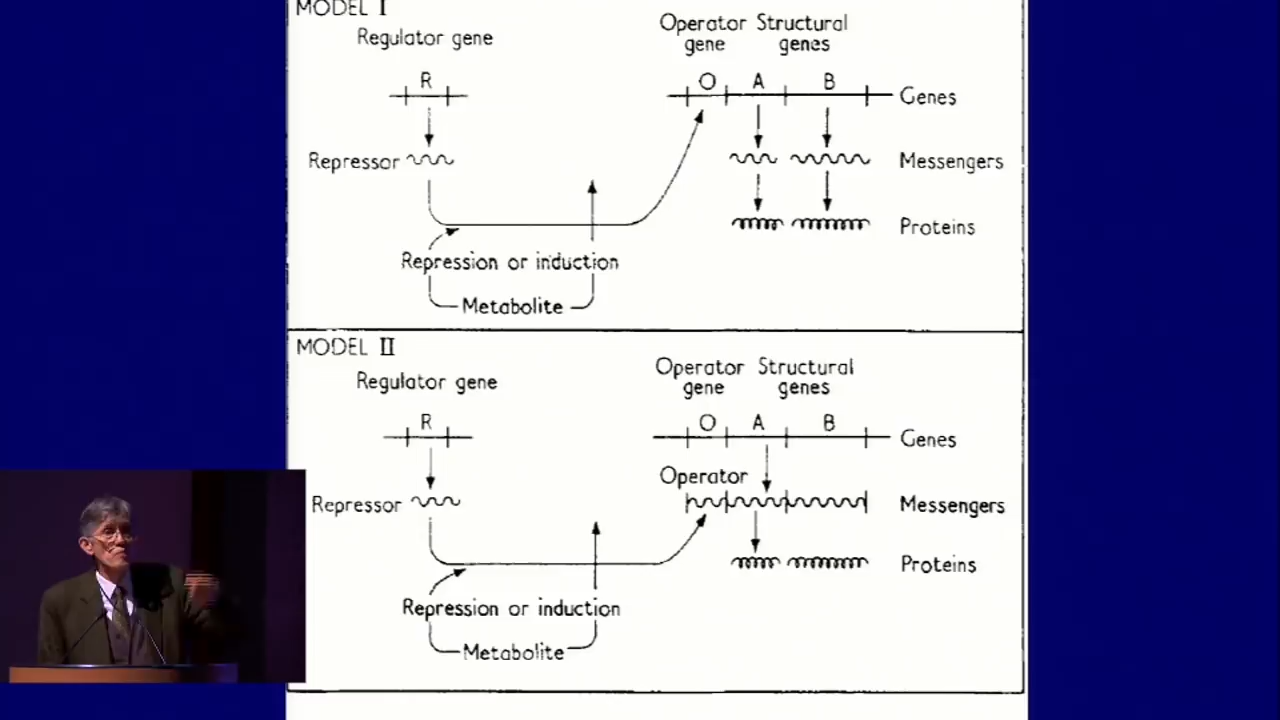 MODEL I
Operator Structural
Regulator gene
gene genes
R
O A B
Genes
Repressor
Messengers
Proteins
Repression or induction
Metabolite
MODEL II
Operator Structural
Regulator gene
gene genes
R
O A B
Genes
Operator
Repressor
Messengers
Proteins
Repression or induction
Metabolite